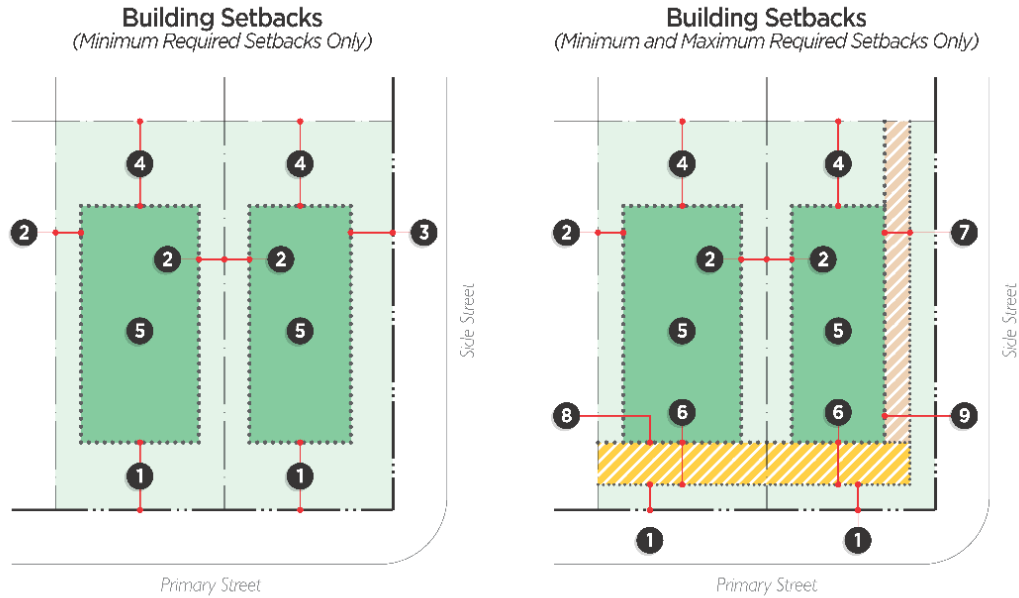 Building Setbacks
(Minimum Required Setbacks Only)
4 4
2 3
2 2
5 5
1 1
Side Street
Primary Street
Building Setbacks
(Minimum and Maximum Required Setbacks Only)
4 4
2 7
2 2
5 5
8 6 6 9
1 1
Side Street
Primary Street